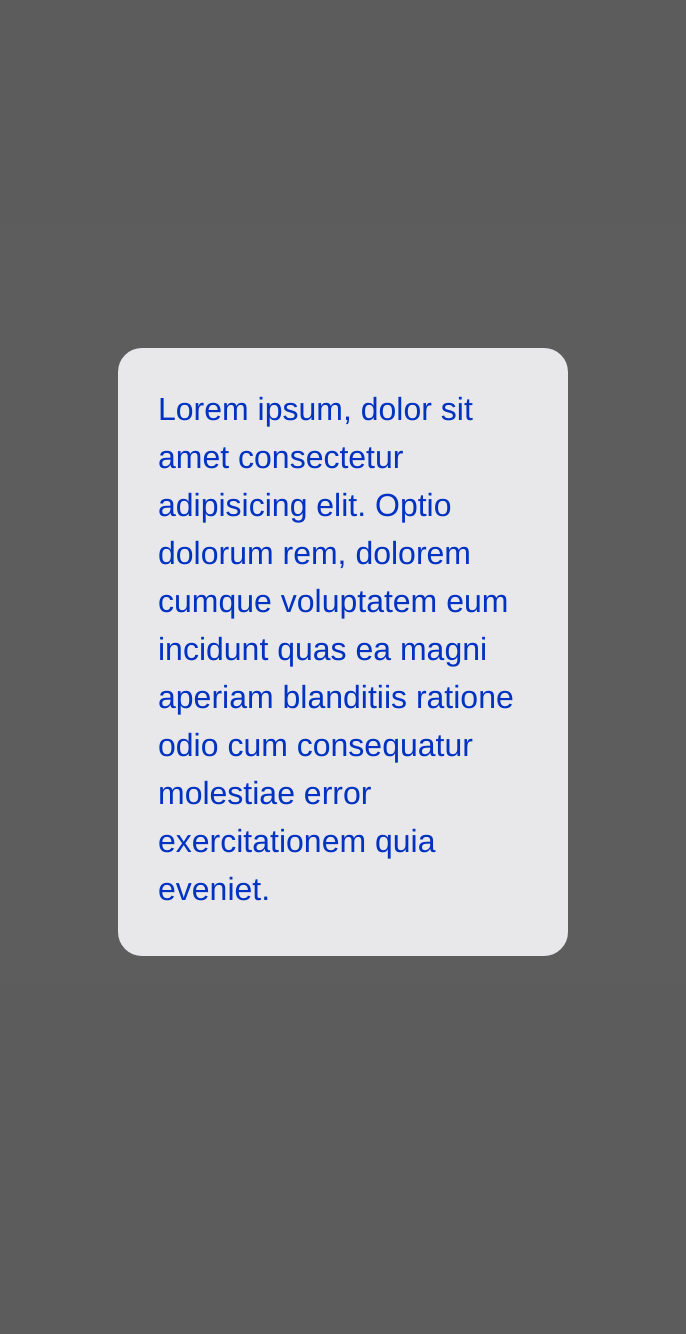 Lorem ipsum, dolor sit
amet consectetur
adipisicing elit. Optio
dolorum rem, dolorem
cumque voluptatem eum
incidunt quas ea magni
aperiam blanditiis ratione
odio cum consequatur
molestiae error
exercitationem quia
eveniet.